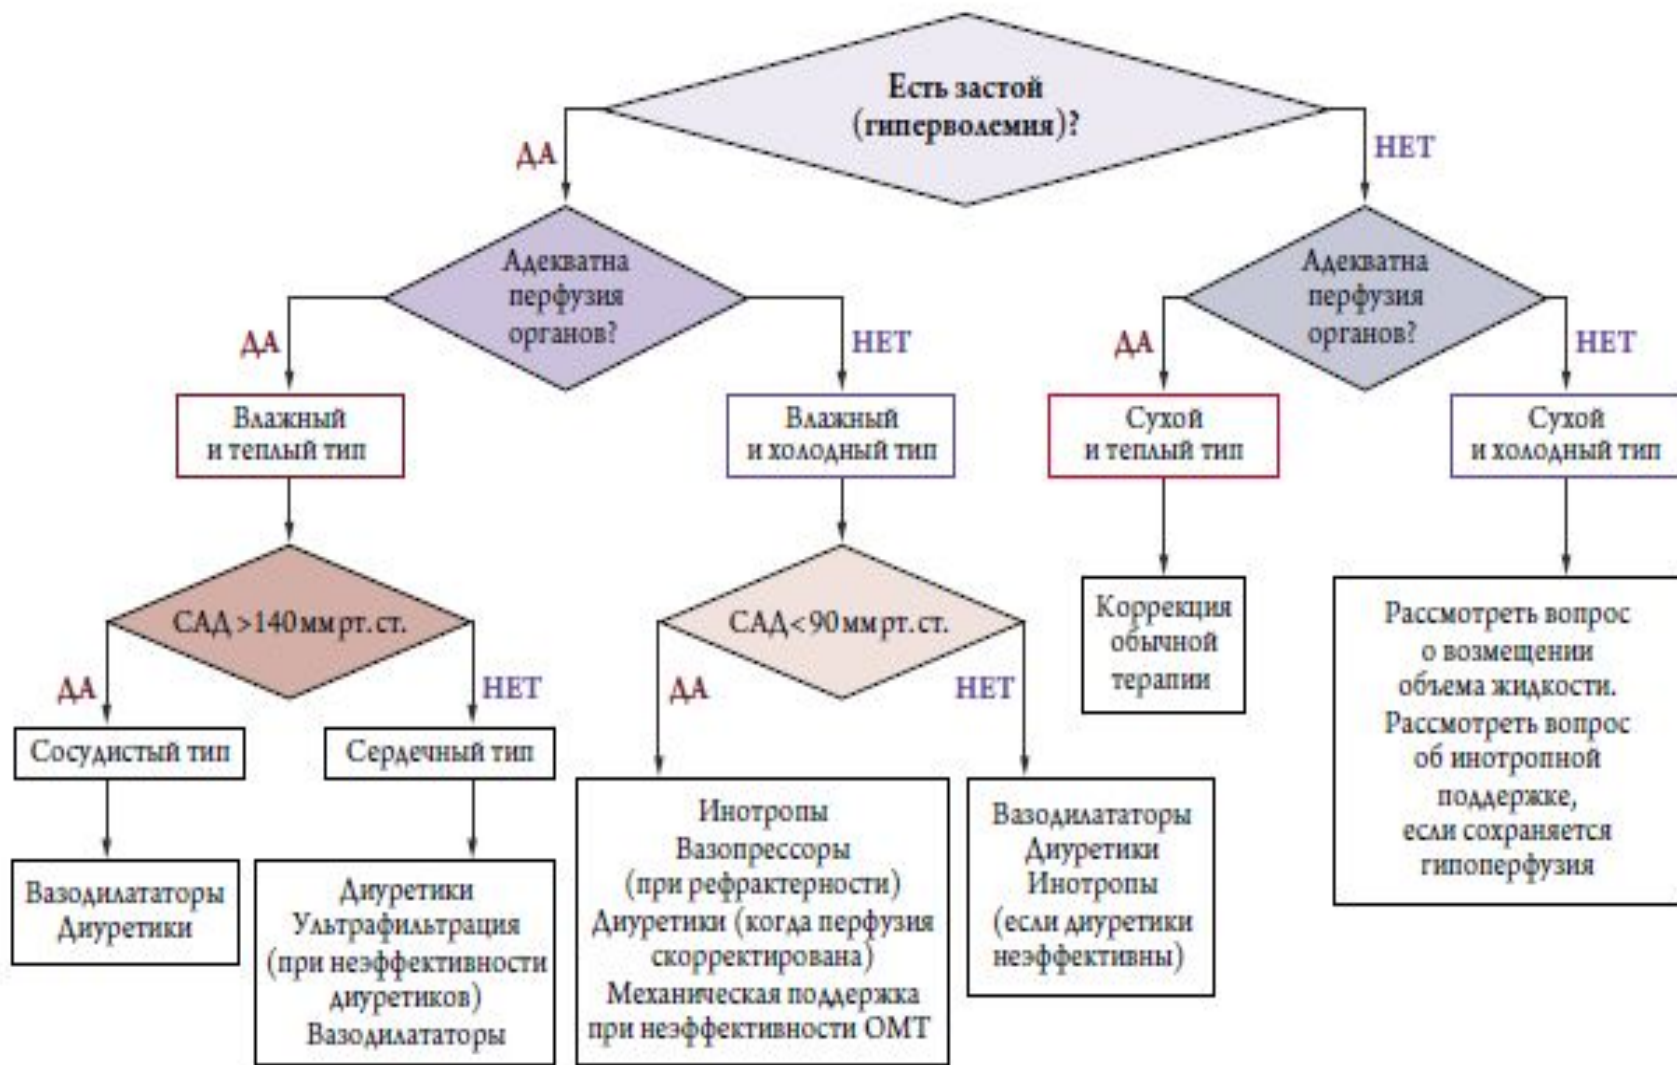 Есть застой
(гиперволемия)?
ДА
НЕТ
Адекватна
перфузия
органов?
Адекватна
перфузия
органов?
ДА
НЕТ
ДА
НЕТ
Влажный
и теплый тип
Влажный
и холодный тип
Сухой
и теплый тип
Сухой
и холодный тип
САД >140 мм рт. ст.
САД < 90 мм рт. ст.
ДА
НЕТ
ДА
НЕТ
Коррекция
обычной
терапии
Рассмотреть вопрос
о возмещении
объема жидкости.
Рассмотреть вопрос
об инотропной
поддержке,
если сохраняется
гипоперфузия
Сосудистый тип
Сердечный тип
Вазодилататоры
Диуретики
Диуретики
Ультрафильтрация
(при неэффективности
диуретиков)
Вазодилататоры
Инотропы
Вазопрессоры
(при рефрактерности)
Диуретики (когда перфузия
скорректирована)
Механическая поддержка
при неэффективности ОМТ
Вазодилататоры
Диуретики
Инотропы
(если диуретики
неэффективны)